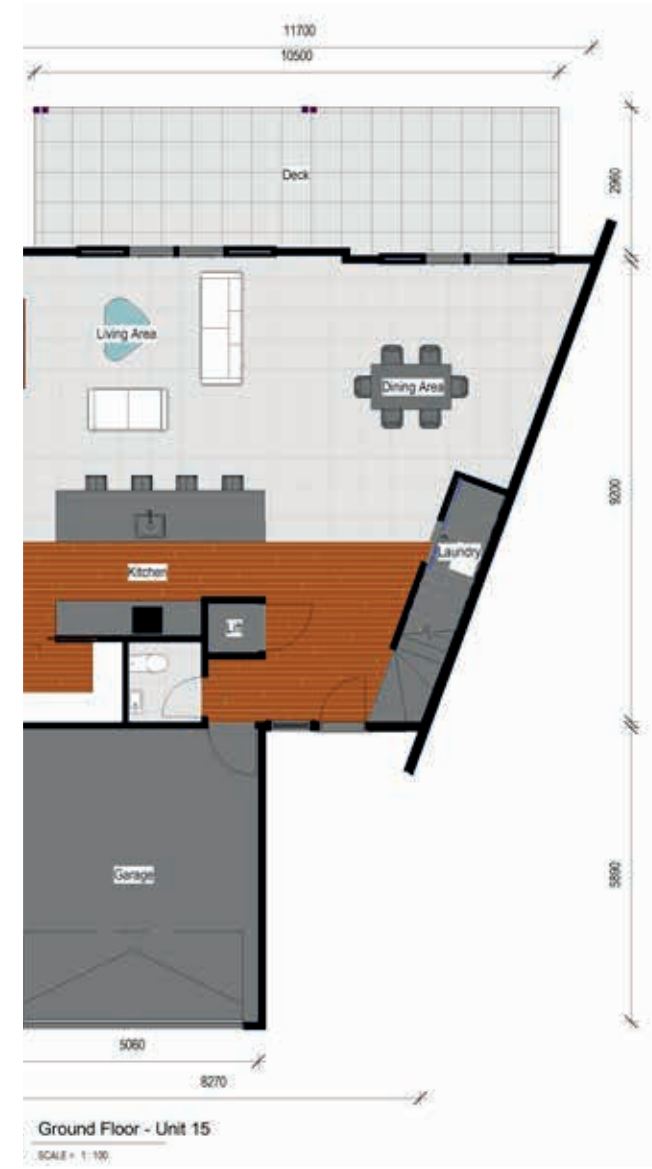 11700
10500
2960
Deck
Living Area
Dining Area
9200
Laundry
Kitchen
5890
Garage
5060
8270
Ground Floor - Unit 15
SCALE = 1 : 100